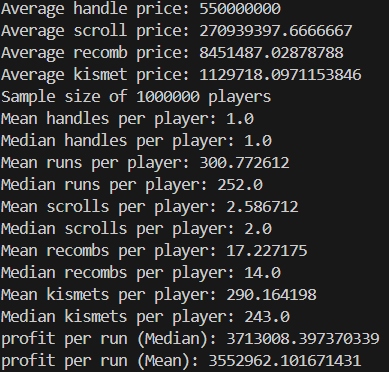 Average handle price: 550000000
Average scroll price: 270939397.6666667
Average recomb price: 8451487.02878788
Average kismet price: 1129718.0971153846
Sample size of 1000000 players
Mean handles per player: 1.0
Median handles per player: 1.0
Mean runs per player: 300.772612
Median runs per player: 252.0
Mean scrolls per player: 2.586712
Median scrolls per player: 2.0
Mean recombs per player: 17.227175
Median recombs per player: 14.0
Mean kismets per player: 290.164198
Median kismets per player: 243.0
profit per run (Median): 3713008.397370339
profit per run (Mean): 3552962.101671431